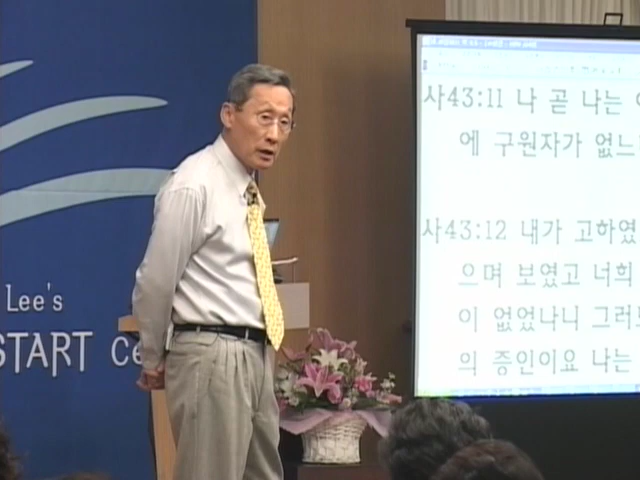 Lee's
START Ce
사43:11 나 곧 나는
에 구원자가 없느
사43:12 내가 고하였
으며 보였고 너희
이 없었나니 그러
의 증인이요 나는